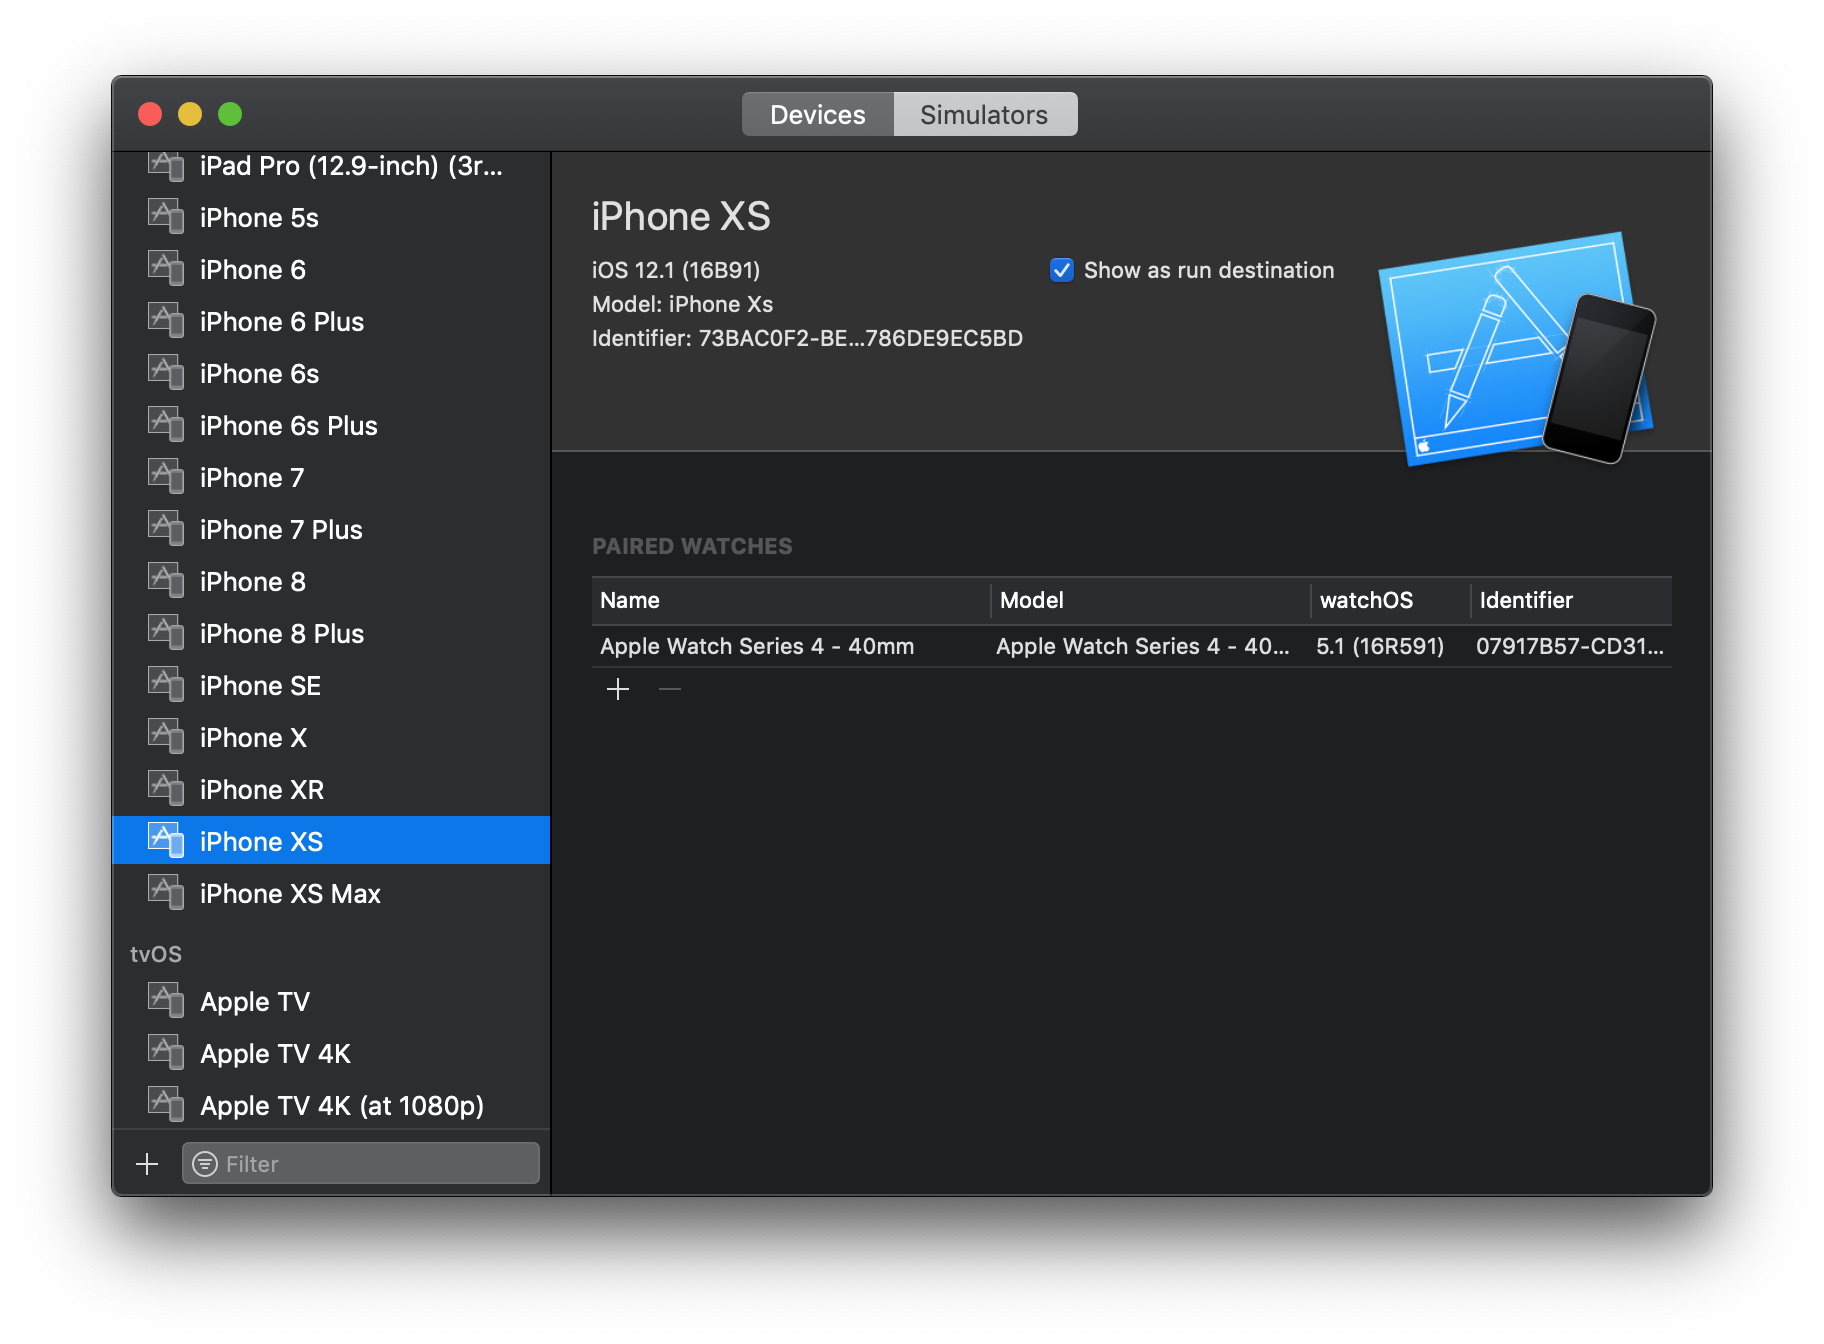 Devices
Simulators
iPad Pro (12.9-inch) (3r...
iPhone 5s
iPhone 6
iPhone 6 Plus
iPhone 6s
iPhone 6s Plus
iPhone 7
iPhone 7 Plus
iPhone 8
iPhone 8 Plus
iPhone SE
iPhone X
iPhone XR
iPhone XS
iPhone XS Max
tvOS
Apple TV
Apple TV 4K
Apple TV 4K (at 1080p)
Filter
iPhone XS
iOS 12.1 (16B91)
Show as run destination
Model: iPhone Xs
Identifier: 73BAC0F2-BE...786DE9EC5BD
PAIRED WATCHES
Name Model watchOS Identifier
Apple Watch Series 4 - 40mm Apple Watch Series 4 - 40... 5.1 (16R591) 07917B57-CD31...